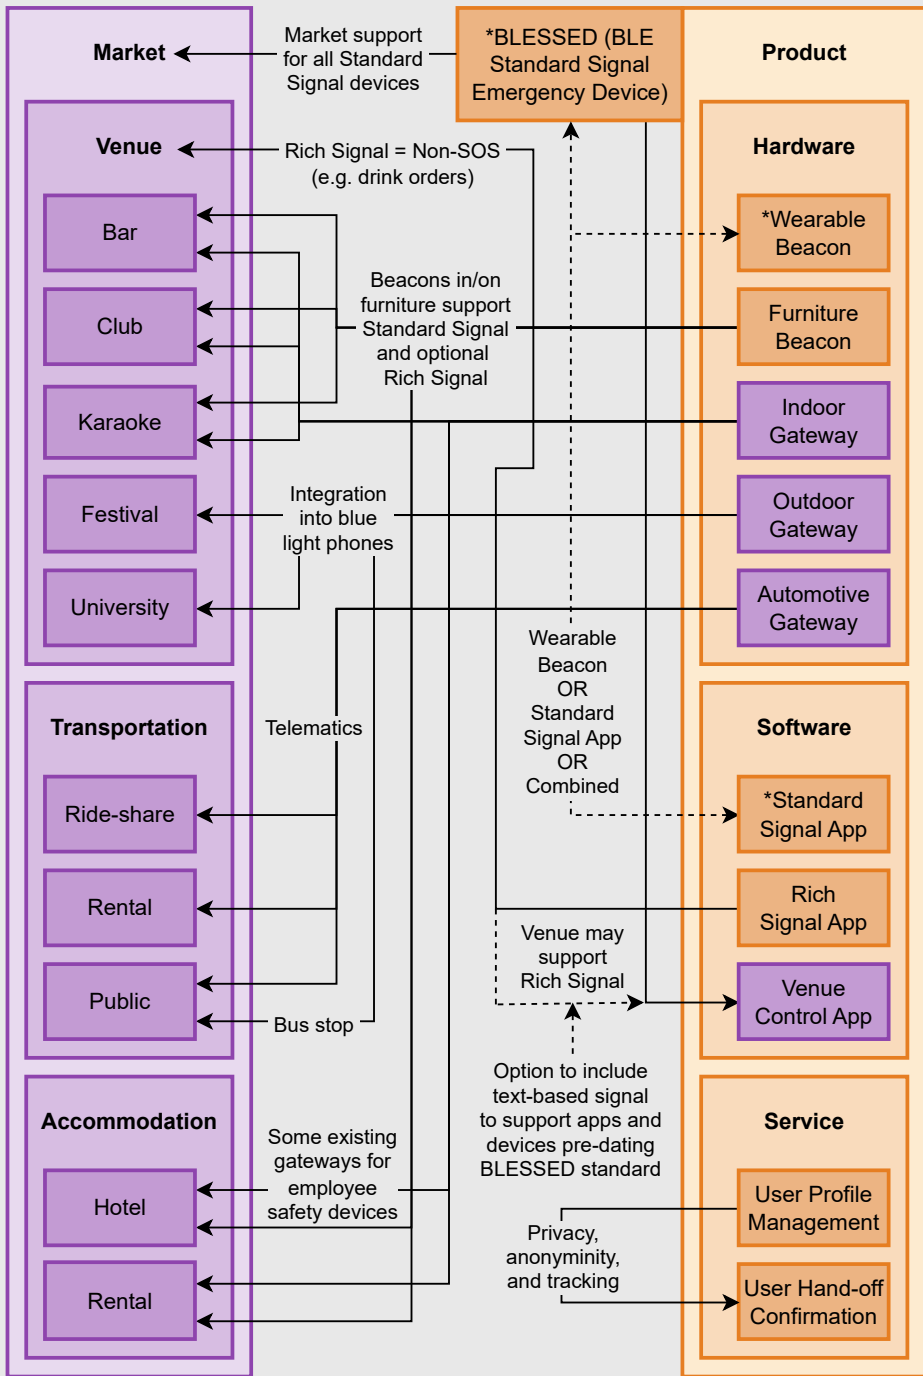 Market
Market support
for all Standard
Signal devices
*BLESSED (BLE
Standard Signal
Emergency Device)
Product
Venue
Rich Signal = Non-SOS
(e.g. drink orders)
Hardware
Bar
*Wearable
Beacon
Club
Beacons in/on
furniture support
Standard Signal
and optional
Rich Signal
Furniture
Beacon
Karaoke
Indoor
Gateway
Festival
Integration
into blue
light phones
Outdoor
Gateway
University
Automotive
Gateway
Wearable
Beacon
OR
Standard
Signal App
OR
Combined
Transportation
Telematics
Software
Ride-share
*Standard
Signal App
Rental
Rich
Signal App
Venue may
support
Rich Signal
Public
Bus stop
Venue
Control App
Option to include
text-based signal
to support apps and
devices pre-dating
BLESSED standard
Accommodation
Some existing
gateways for
employee
safety devices
Service
Hotel
User Profile
Management
Privacy,
anonyminity,
and tracking
Rental
User Hand-off
Confirmation